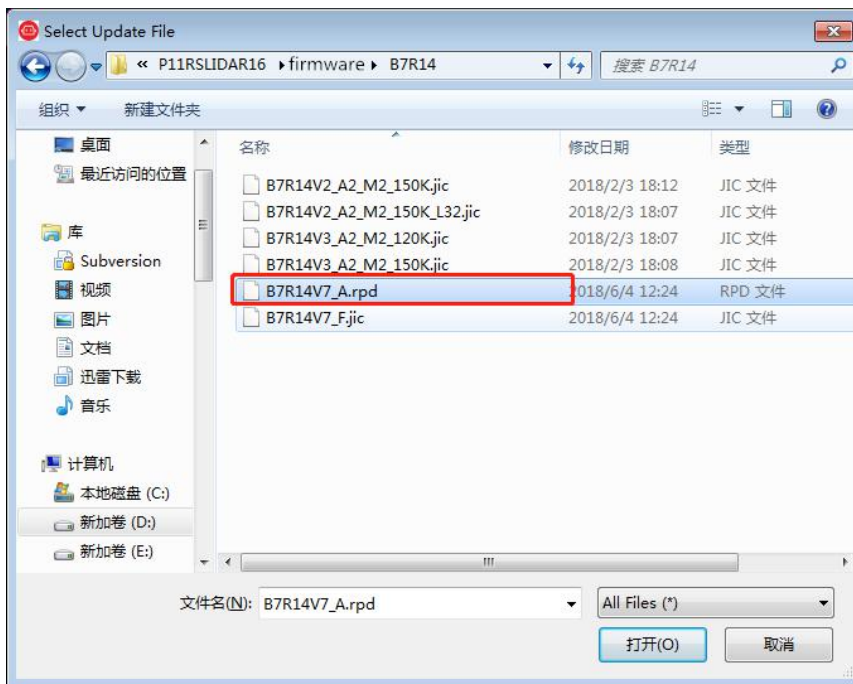 Select Update File
« P11RSLIDAR16 firmware B7R14
搜索 B7R14
组织 新建文件夹
桌面
最近访问的位置
库
Subversion
视频
图片
文档
迅雷下载
音乐
计算机
本地磁盘 (C:)
新加卷 (D:)
新加卷 (E:)
名称 修改日期 类型
B7R14V2_A2_M2_150K.jic 2018/2/3 18:12 JIC 文件
B7R14V2_A2_M2_150K_L32.jic 2018/2/3 18:07 JIC 文件
B7R14V3_A2_M2_120K.jic 2018/2/3 18:07 JIC 文件
B7R14V3_A2_M2_150K.jic 2018/2/3 18:08 JIC 文件
B7R14V7_A.rpd 2018/6/4 12:24 RPD 文件
B7R14V7_F.jic 2018/6/4 12:24 JIC 文件
文件名(N): B7R14V7_A.rpd All Files (*)
打开(O) 取消